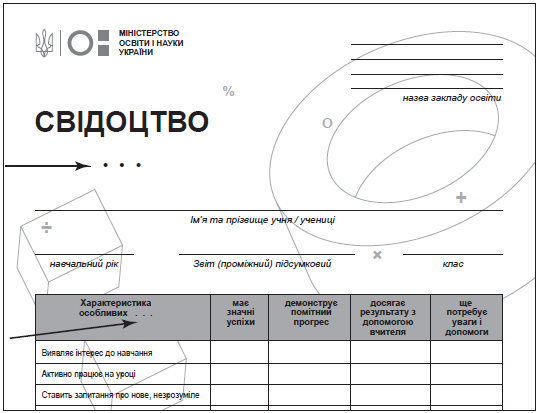 МІНІСТЕРСТВО
ОСВІТИ І НАУКИ
УКРАЇНИ
назва закладу освіти
%
СВІДОЦТВО
О
. . .
Ім'я та прізвище учня / учениці
+
÷
×
навчальний рік
Звіт (проміжний) підсумковий
клас
Характеристика
особливих . . .
має
значні
успіхи
демонструє
помітний
прогрес
досягає
результату з
допомогою
вчителя
ще
потребує
уваги і
допомоги
Виявляє інтерес до навчання
Активно працює на уроці
Ставить запитання про нове, незрозуміле